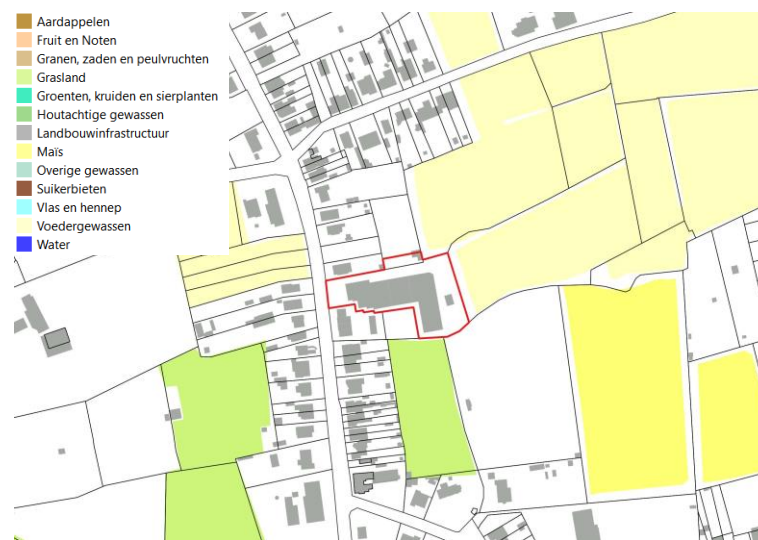 Aardappelen
Fruit en Noten
Granen, zaden en peulvruchten
Grasland
Groenten, kruiden en sierplanten
Houtachtige gewassen
Landbouwinfrastructuur
Maïs
Overige gewassen
Suikerbieten
Vlas en hennep
Voedergewassen
Water